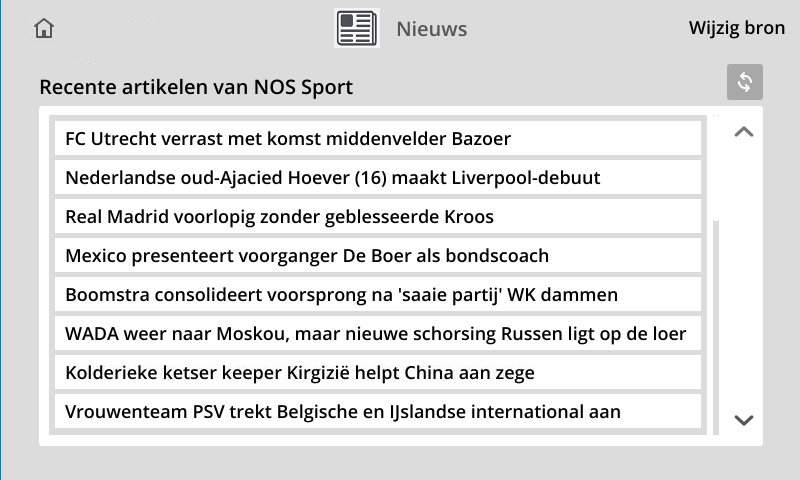 Nieuws
Wijzig bron
Recente artikelen van NOS Sport
FC Utrecht verrast met komst middenvelder Bazoer
Nederlandse oud-Ajacied Hoever (16) maakt Liverpool-debuut
Real Madrid voorlopig zonder geblesseerde Kroos
Mexico presenteert voorganger De Boer als bondscoach
Boomstra consolideert voorsprong na 'saaie partij' WK dammen
WADA weer naar Moskou, maar nieuwe schorsing Russen ligt op de loer
Kolderieke ketser keeper Kirgizië helpt China aan zege
Vrouwenteam PSV trekt Belgische en IJslandse international aan